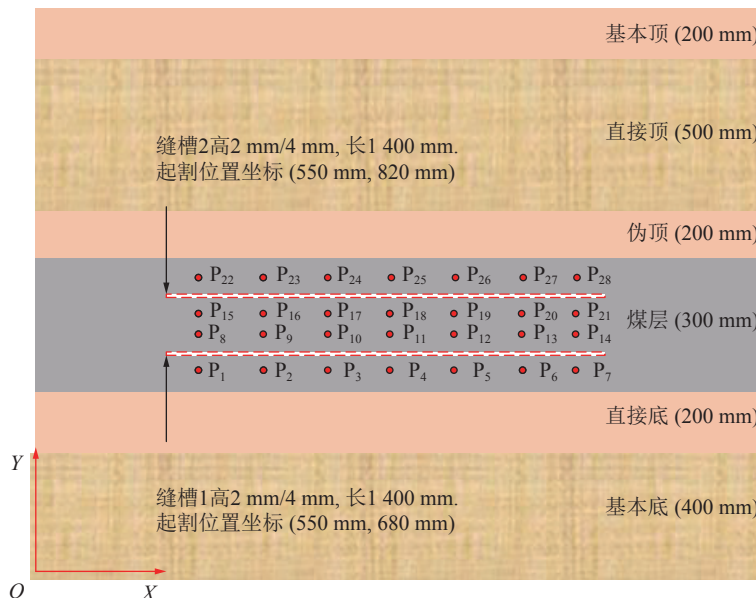 基本顶 (200 mm)
直接顶 (500 mm)
缝槽2高2 mm/4 mm, 长1 400 mm.
起割位置坐标 (550 mm, 820 mm)
伪顶 (200 mm)
P22 P23 P24 P25 P26 P27 P28
P15 P16 P17 P18 P19 P20 P21
煤层 (300 mm)
P8 P9 P10 P11 P12 P13 P14
P1 P2 P3 P4 P5 P6 P7
直接底 (200 mm)
Y
缝槽1高2 mm/4 mm, 长1 400 mm.
起割位置坐标 (550 mm, 680 mm)
基本底 (400 mm)
O X